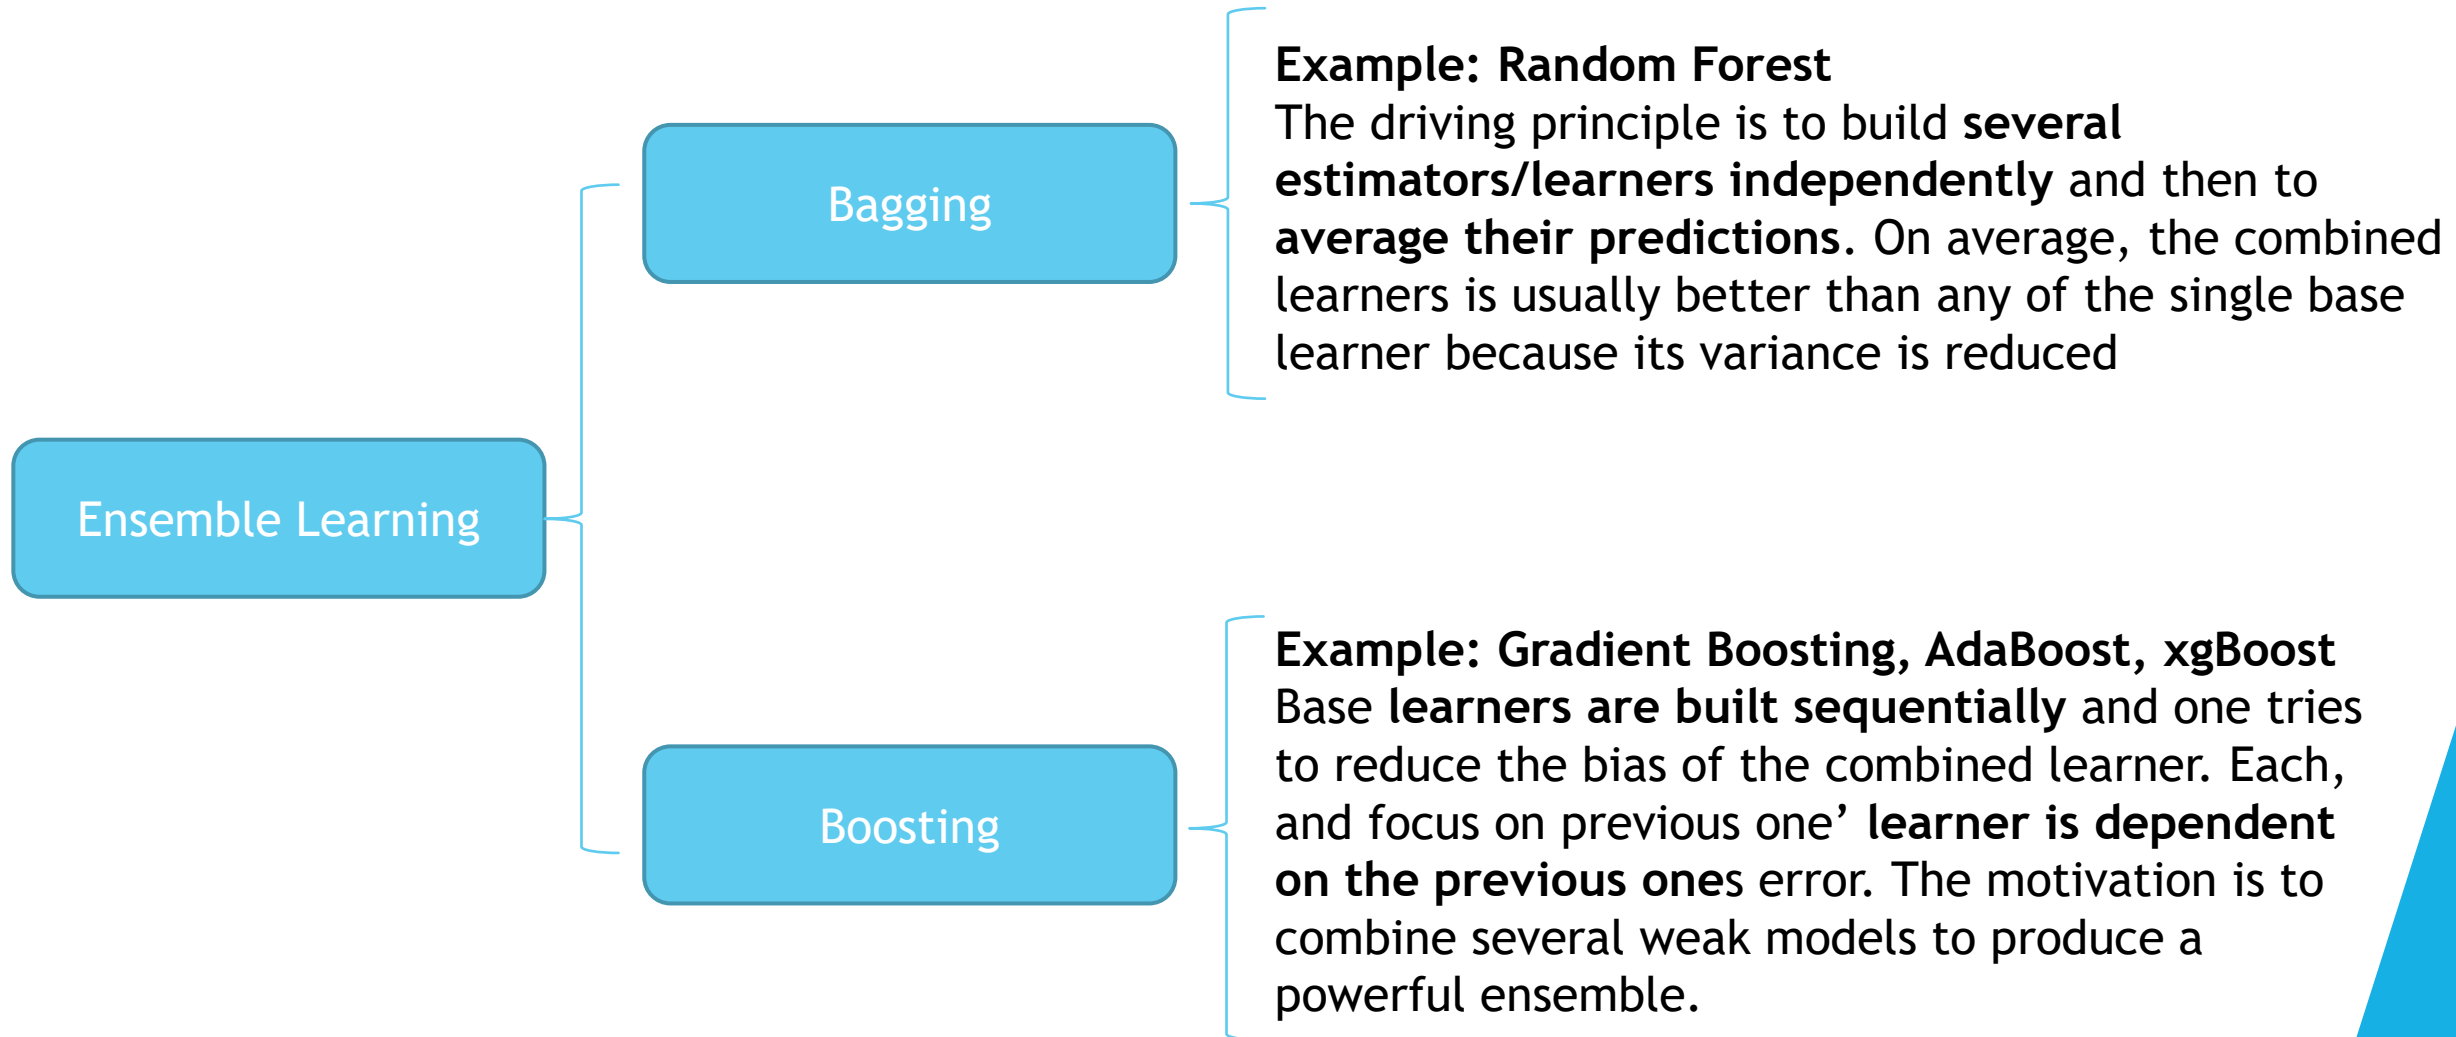 Ensemble Learning
Bagging
Example: Random Forest
The driving principle is to build several
estimators/learners independently and then to
average their predictions. On average, the combined
learners is usually better than any of the single base
learner because its variance is reduced
Boosting
Example: Gradient Boosting, AdaBoost, xgBoost
Base learners are built sequentially and one tries
to reduce the bias of the combined learner. Each,
and focus on previous one’ learner is dependent
on the previous ones error. The motivation is to
combine several weak models to produce a
powerful ensemble.